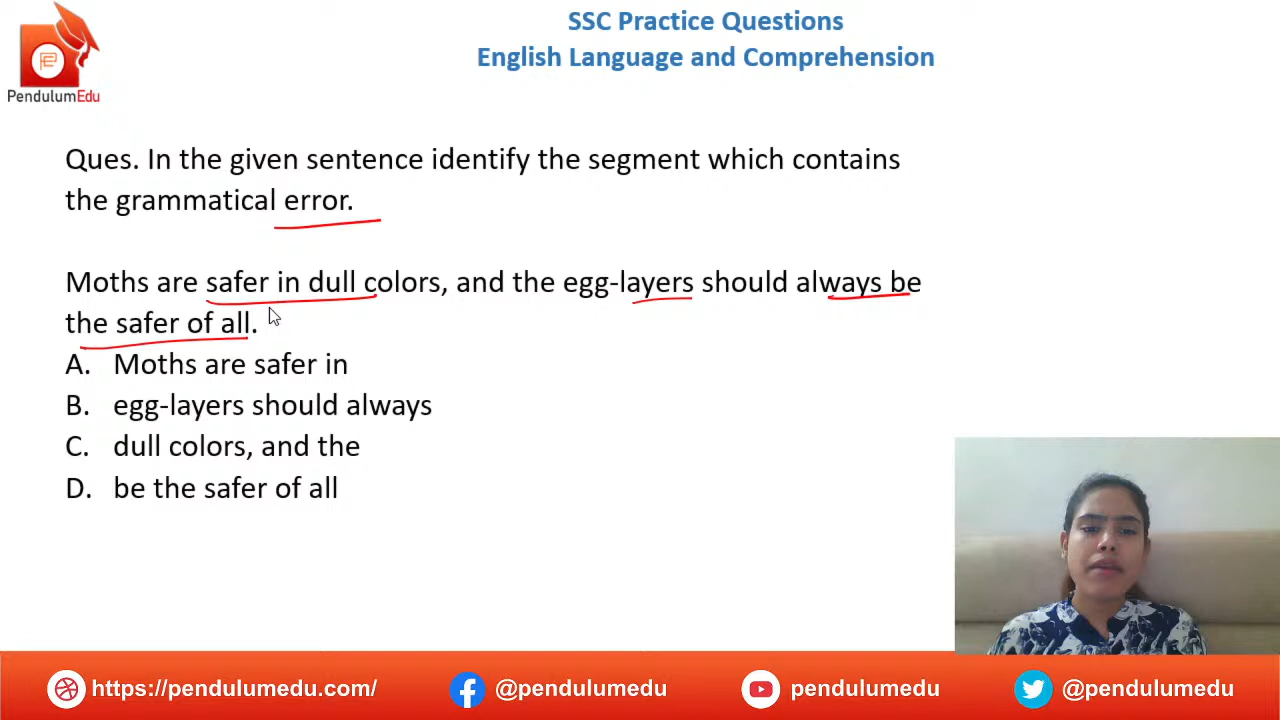 SSC Practice Questions
English Language and Comprehension
PendulumEdu
Ques. In the given sentence identify the segment which contains
the grammatical error.
Moths are safer in dull colors, and the egg-layers should always be
the safer of all.
A. Moths are safer in
B. egg-layers should always
C. dull colors, and the
D. be the safer of all
https://pendulumedu.com/
@pendulumedu
pendulumedu
@pendulumedu